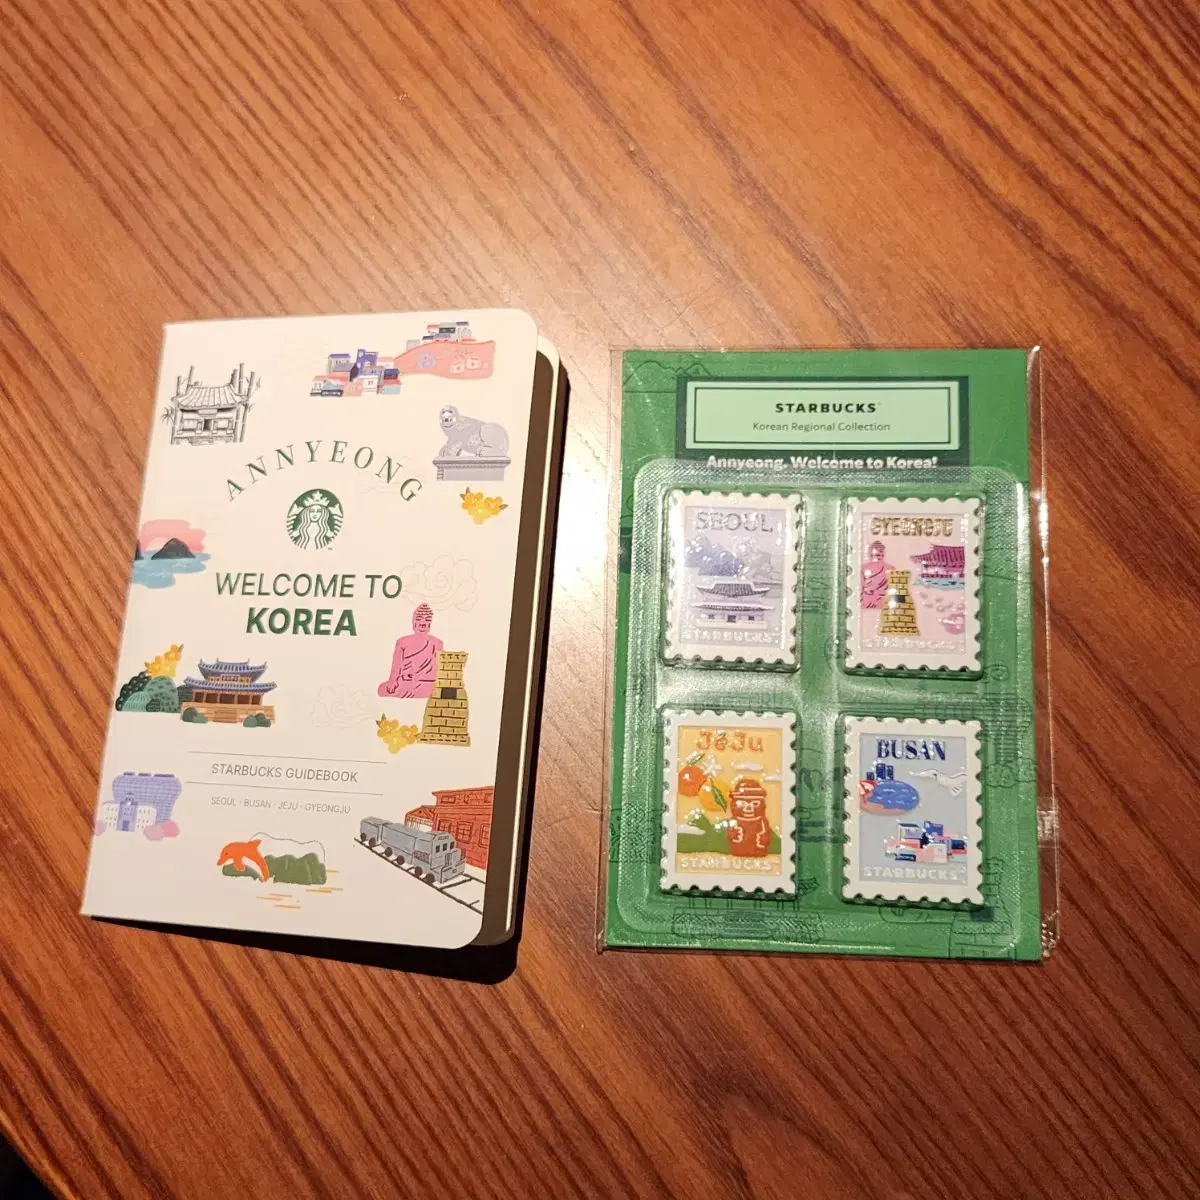 ANNYEONG
WELCOME TO
KOREA
STARBUCKS GUIDEBOOK
SEOUL · BUSAN · JEJU · GYEONGJU
STARBUCKS
Korean Regional Collection
Annyeong, Welcome to Korea!
SEOUL
STARBUCKS
GYEONGJU
STARBUCKS
JeJu
STARBUCKS
BUSAN
STARBUCKS